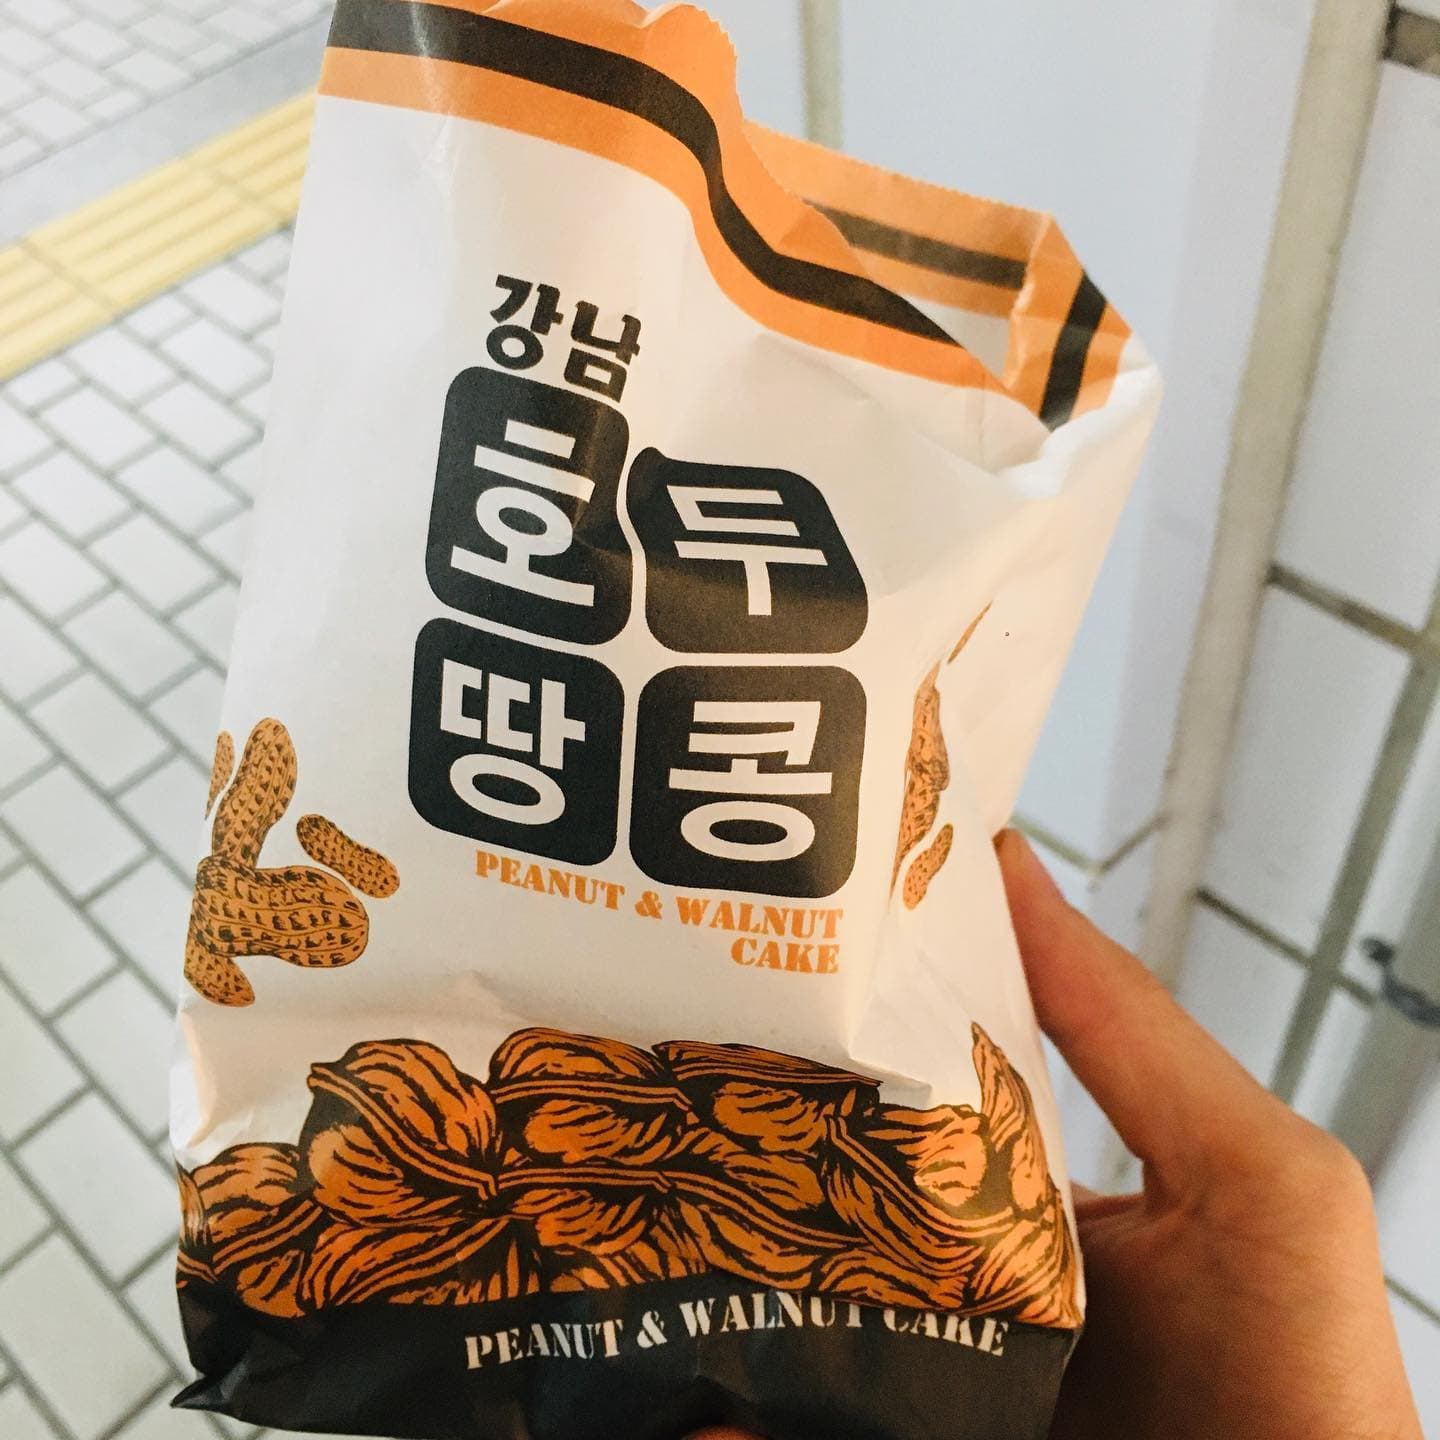 강남
호두
땅콩
PEANUT & WALNUT
CAKE
PEANUT & WALNUT CAKE